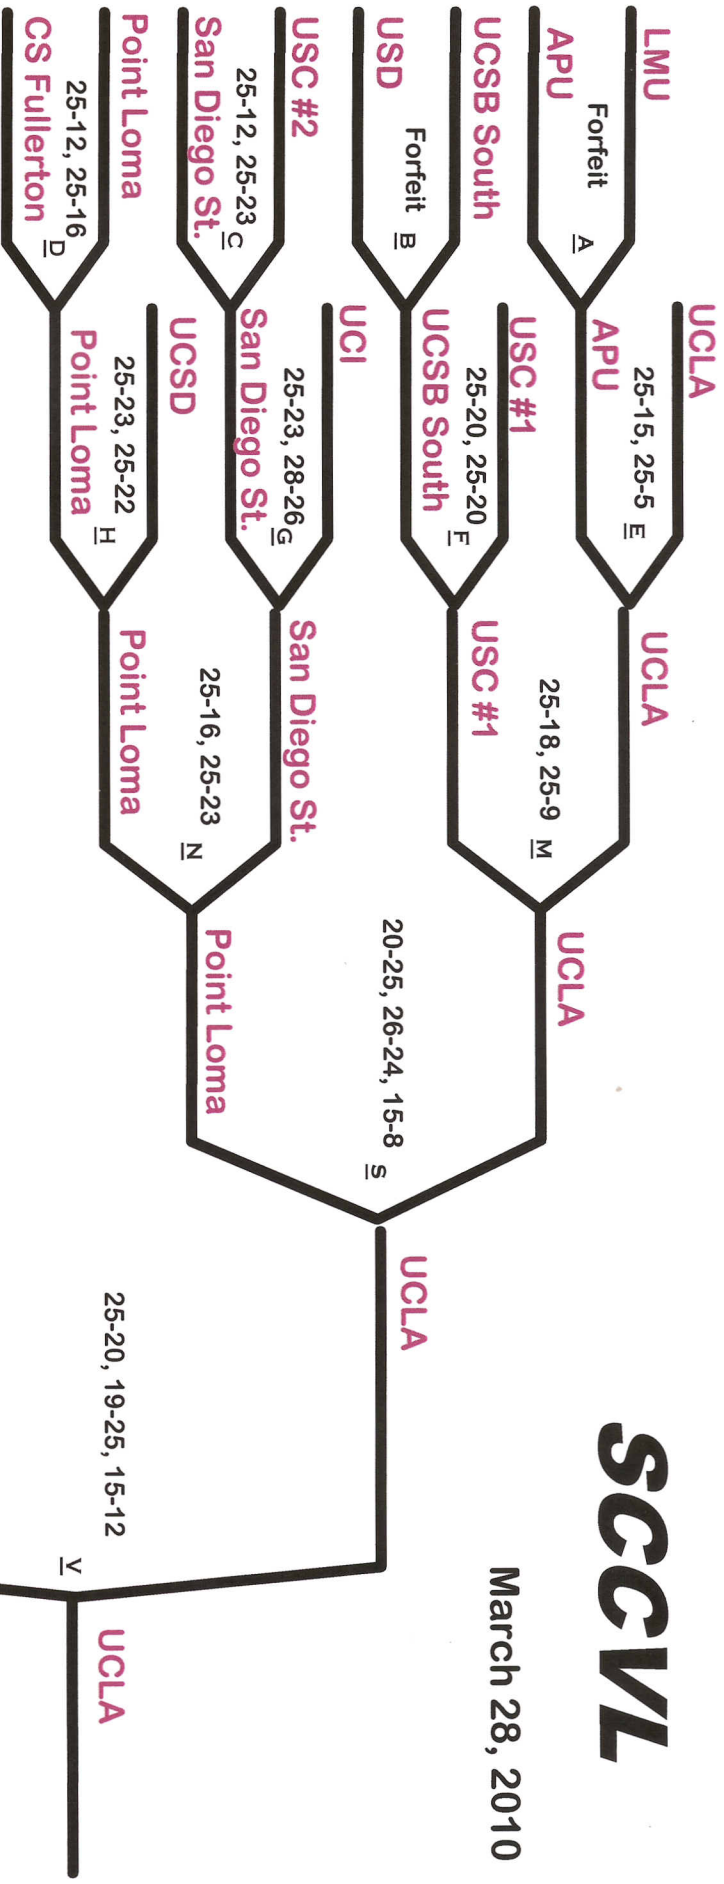 SCCVL
March 28, 2010
LMU
Forfeit A
APU
UCSB South
Forfeit B
USD
USC #2
25-12, 25-23 C
San Diego St.
Point Loma
25-12, 25-16 D
CS Fullerton
UCLA
25-15, 25-5 E
APU
USC #1
25-20, 25-20 F
UCSB South
UCI
25-23, 28-26 G
San Diego St.
UCSD
25-23, 25-22 H
Point Loma
UCLA
25-18, 25-9 M
USC #1
San Diego St.
25-16, 25-23 N
Point Loma
UCLA
20-25, 26-24, 15-8 S
Point Loma
UCLA
25-20, 19-25, 15-12 V
UCLA